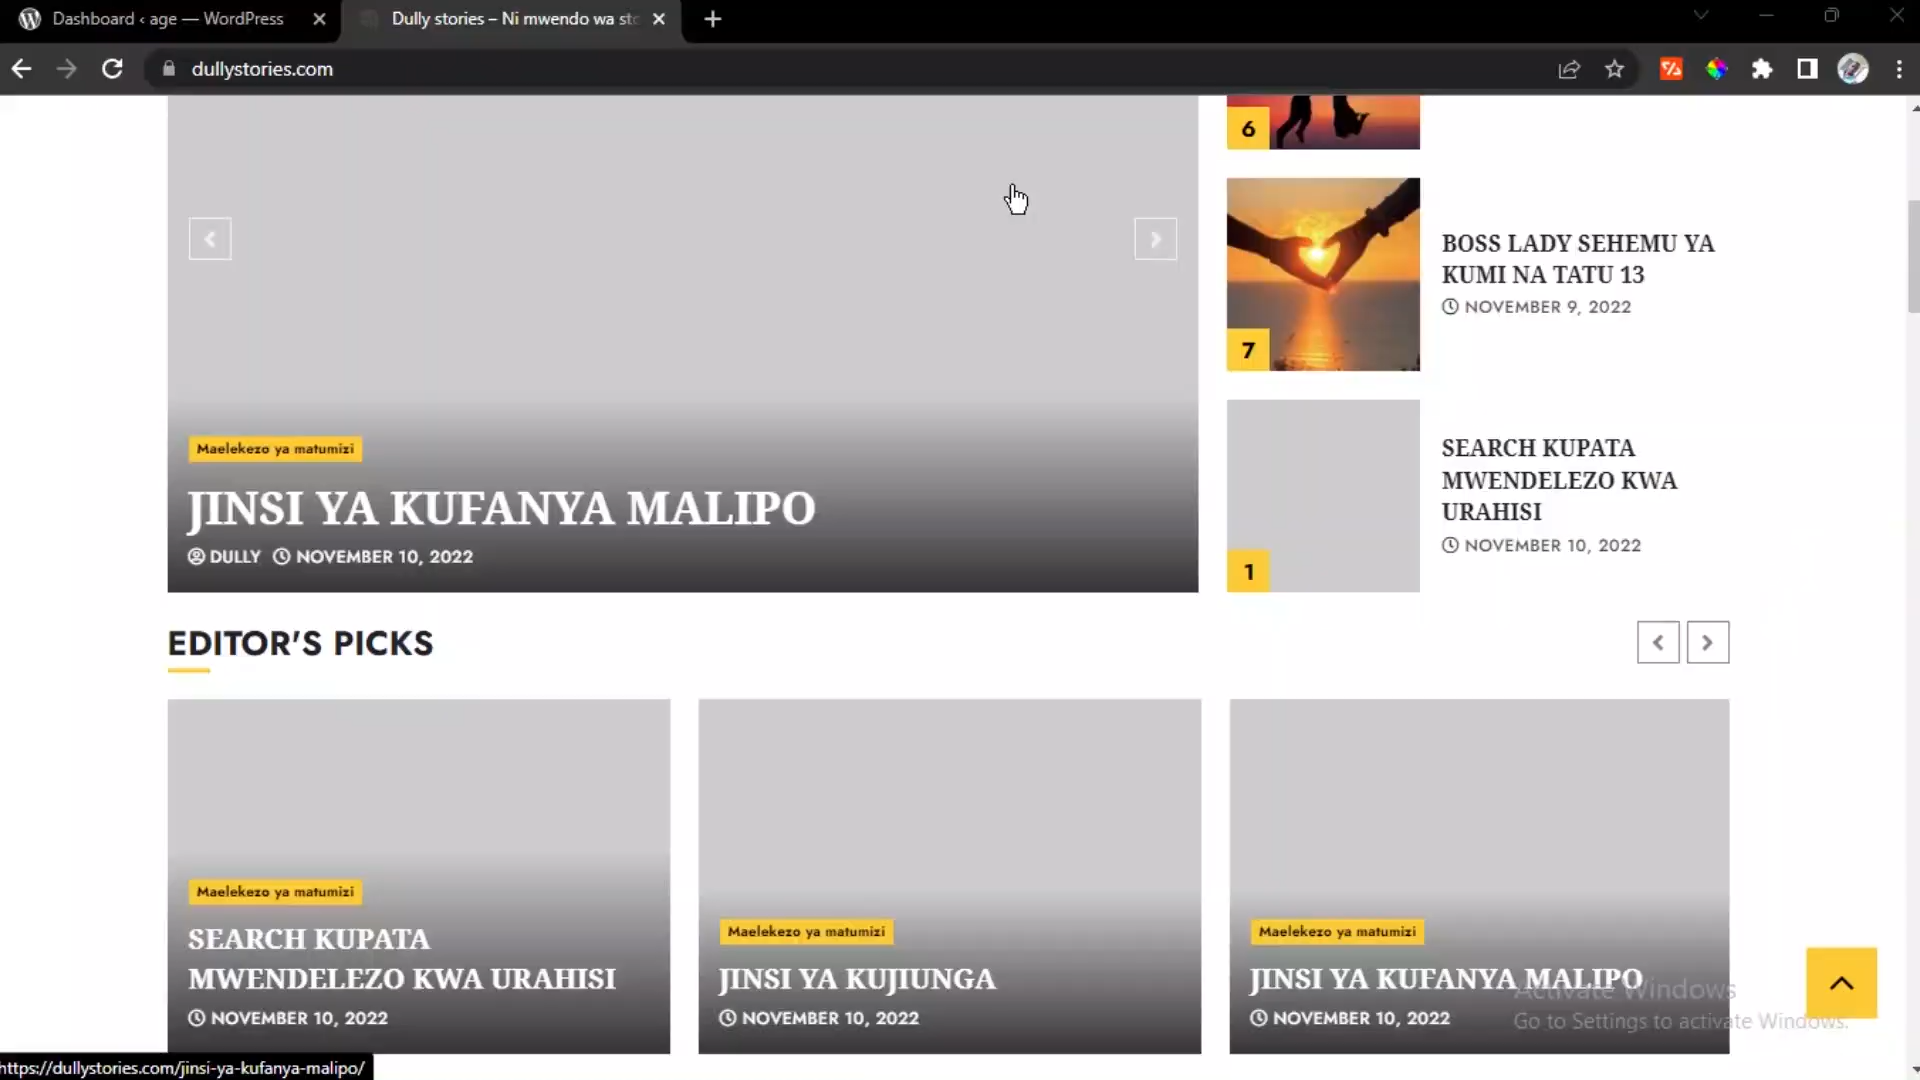 Dashboard ‹ age — WordPress
Dully stories – Ni mwendo wa sto
dullystories.com
6
BOSS LADY SEHEMU YA
KUMI NA TATU 13
NOVEMBER 9, 2022
7
Maelekezo ya matumizi
JINSI YA KUFANYA MALIPO
DULLY NOVEMBER 10, 2022
SEARCH KUPATA
MWENDELEZO KWA
URAHISI
NOVEMBER 10, 2022
1
EDITOR'S PICKS
Maelekezo ya matumizi
SEARCH KUPATA
MWENDELEZO KWA URAHISI
NOVEMBER 10, 2022
Maelekezo ya matumizi
JINSI YA KUJIUNGA
NOVEMBER 10, 2022
Maelekezo ya matumizi
JINSI YA KUFANYA MALIPO
NOVEMBER 10, 2022
Activate Windows
Go to Settings to activate Windows.
https://dullystories.com/jinsi-ya-kufanya-malipo/